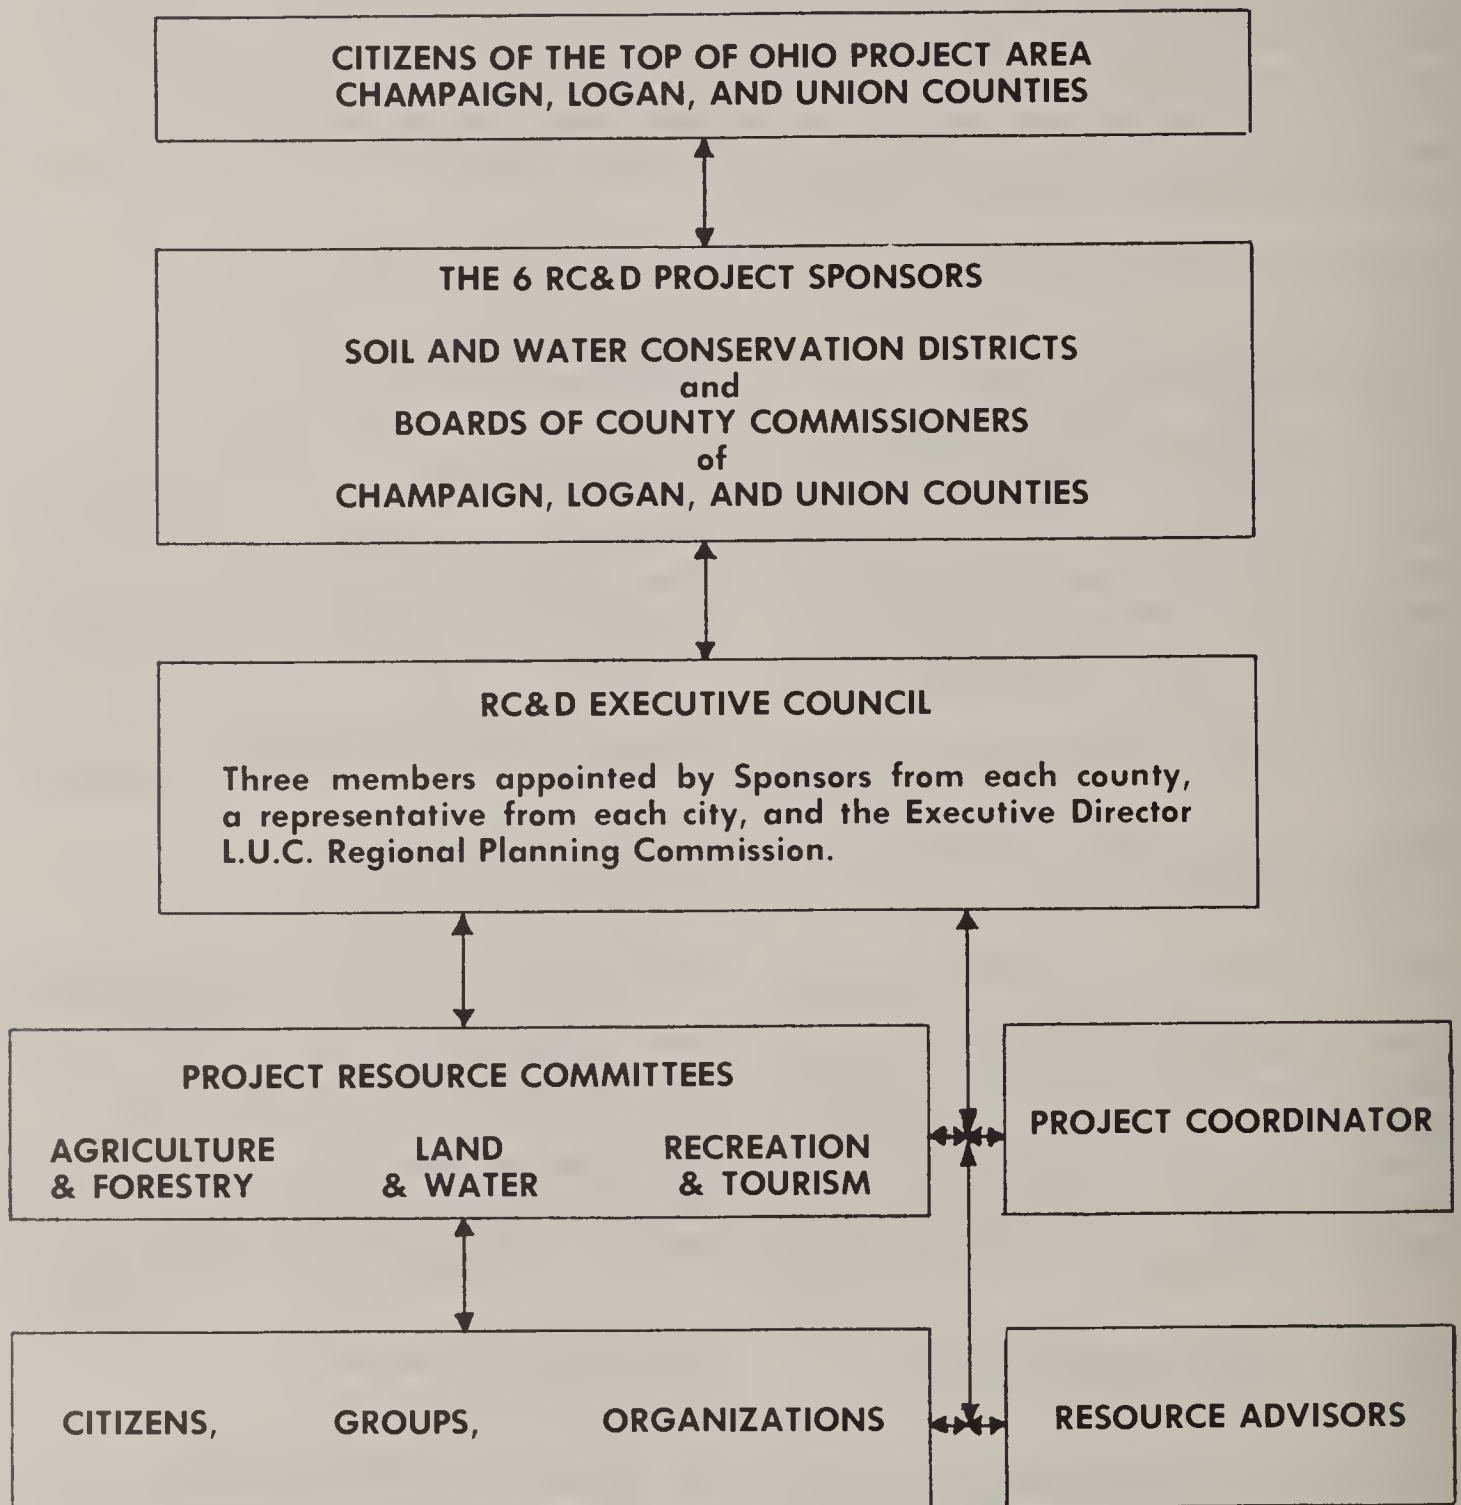 CITIZENS OF THE TOP OF OHIO PROJECT AREA
CHAMPAIGN, LOGAN, AND UNION COUNTIES
THE 6 RC&D PROJECT SPONSORS
SOIL AND WATER CONSERVATION DISTRICTS
and
BOARDS OF COUNTY COMMISSIONERS
of
CHAMPAIGN, LOGAN, AND UNION COUNTIES
RC&D EXECUTIVE COUNCIL
Three members appointed by Sponsors from each county,
a representative from each city, and the Executive Director
L.U.C. Regional Planning Commission.
PROJECT RESOURCE COMMITTEES
AGRICULTURE
& FORESTRY
LAND
& WATER
RECREATION
& TOURISM
PROJECT COORDINATOR
CITIZENS, GROUPS, ORGANIZATIONS
RESOURCE ADVISORS